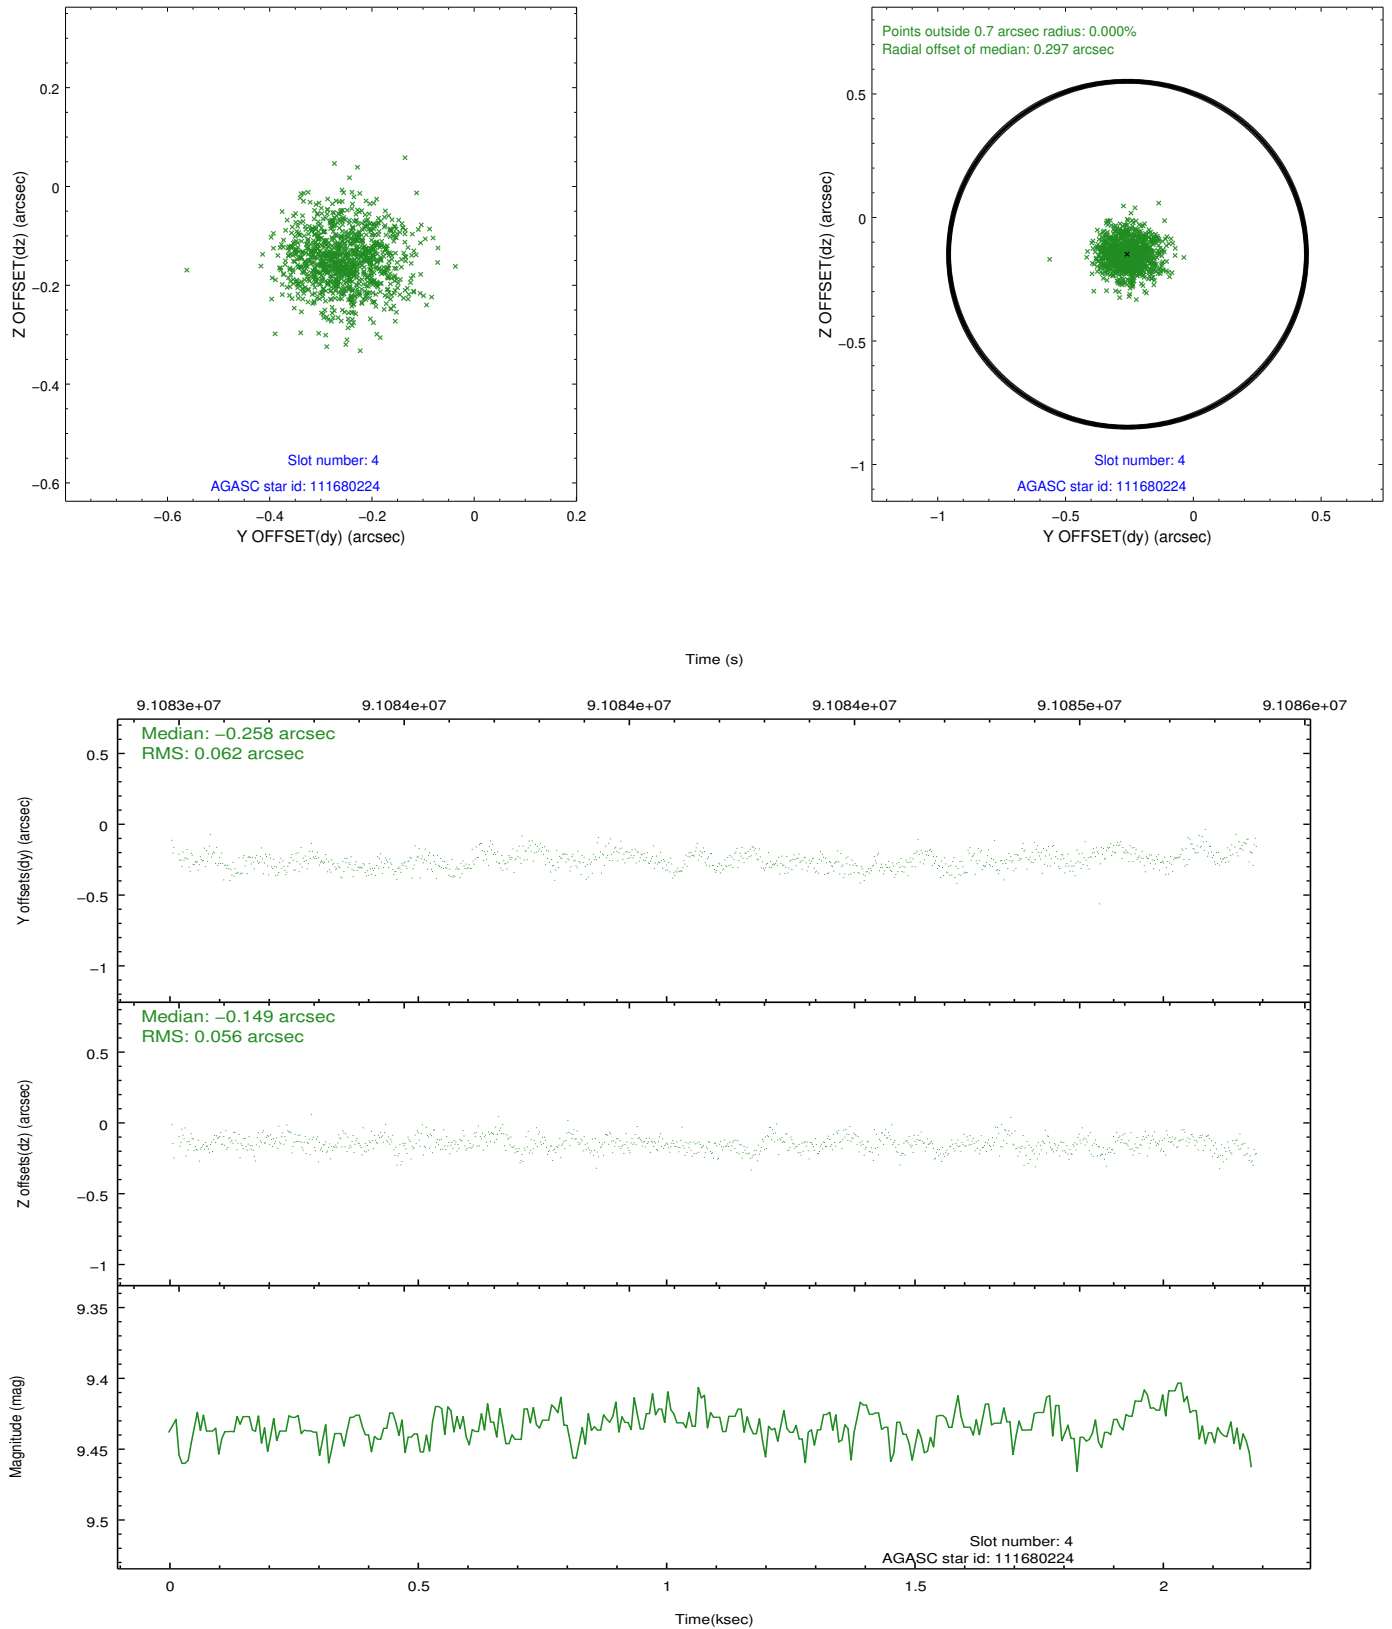 0.2
0
−0.2
−0.4
−0.6
Z OFFSET(dz) (arcsec)
Slot number: 4
AGASC star id: 111680224
−0.6 −0.4 −0.2 0 0.2
Y OFFSET(dy) (arcsec)
Points outside 0.7 arcsec radius: 0.000%
Radial offset of median: 0.297 arcsec
0.5
0
−0.5
−1
Z OFFSET(dz) (arcsec)
Slot number: 4
AGASC star id: 111680224
−1 −0.5 0 0.5
Y OFFSET(dy) (arcsec)
Time (s)
9.1083e+07 9.1084e+07 9.1084e+07 9.1084e+07 9.1085e+07 9.1086e+07
Median: −0.258 arcsec
RMS: 0.062 arcsec
0.5
0
−0.5
−1
Y offsets(dy) (arcsec)
Median: −0.149 arcsec
RMS: 0.056 arcsec
0.5
0
−0.5
−1
Z offsets(dz) (arcsec)
9.35
9.4
9.45
9.5
Magnitude (mag)
Slot number: 4
AGASC star id: 111680224
0 0.5 1 1.5 2
Time(ksec)